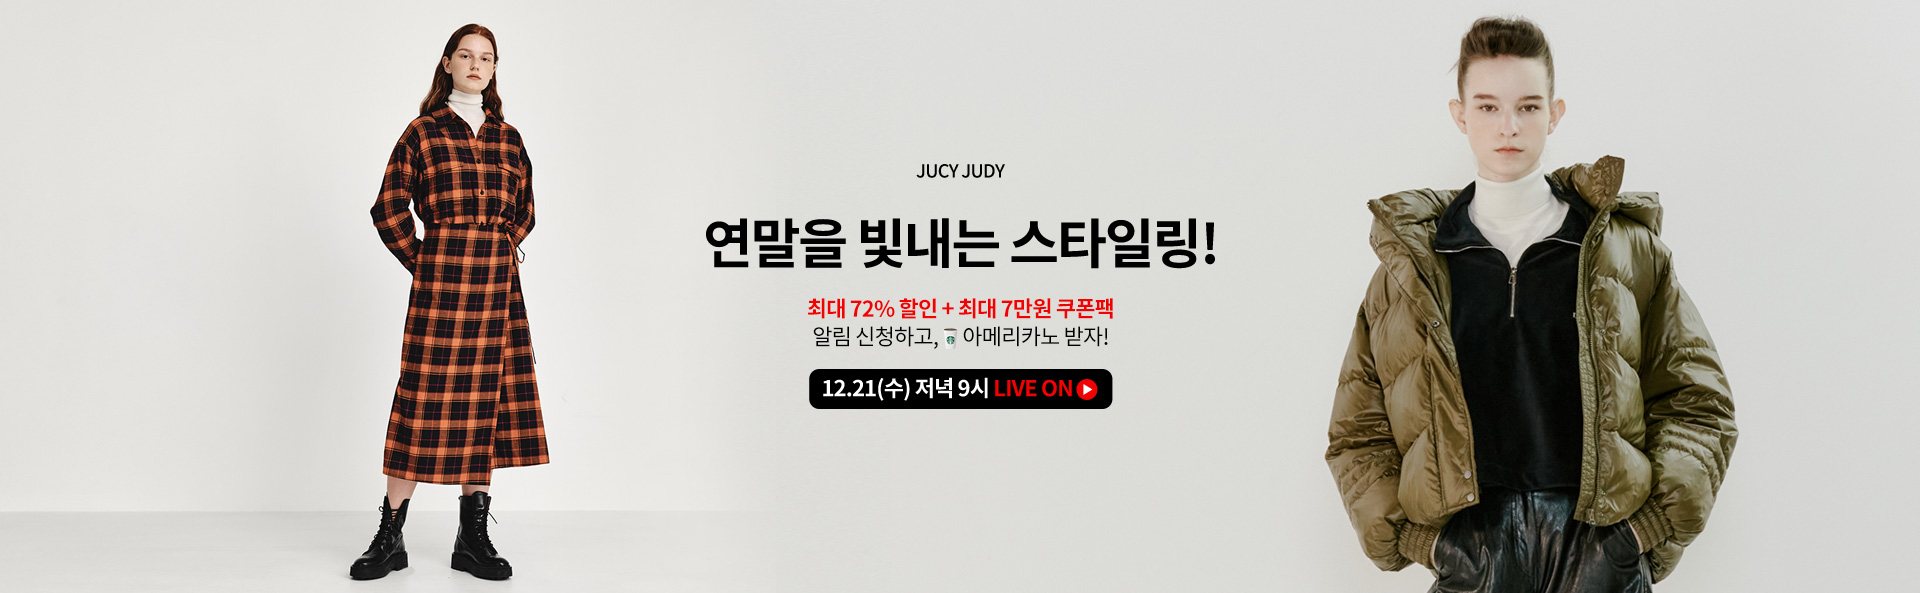 JUCY JUDY
연말을 빛내는 스타일링!
최대 72% 할인 + 최대 7만원 쿠폰팩
알림 신청하고, 아메리카노 받자!
12.21(수) 저녁 9시 LIVE ON